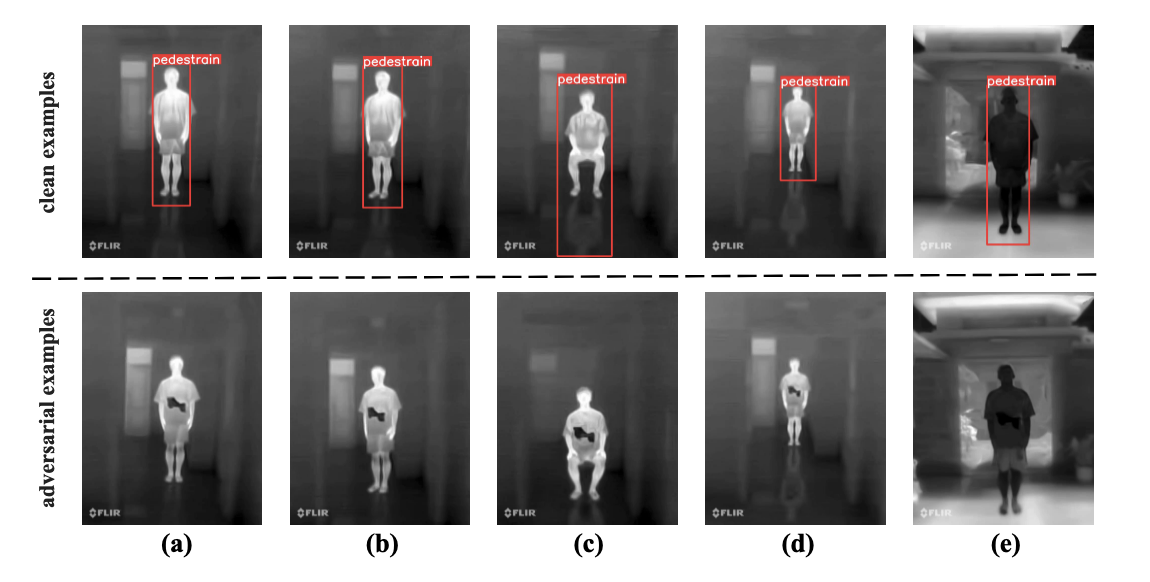 clean examples
pedestrain
pedestrain
pedestrain
pedestrain
pedestrain
FLIR
FLIR
FLIR
FLIR
FLIR
adversarial examples
FLIR
FLIR
FLIR
FLIR
FLIR
(a)
(b)
(c)
(d)
(e)